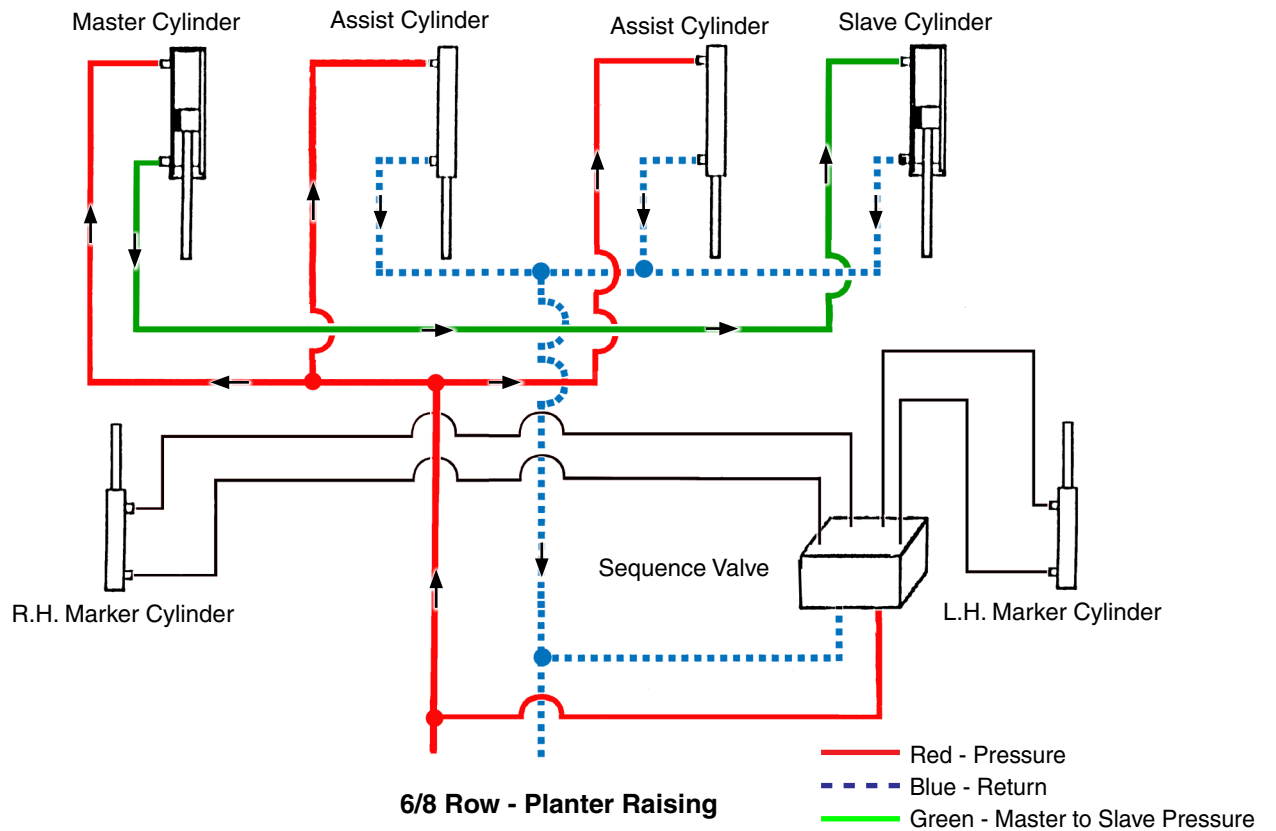 Master Cylinder
Assist Cylinder
Assist Cylinder
Slave Cylinder
Sequence Valve
R.H. Marker Cylinder
L.H. Marker Cylinder
Red - Pressure
Blue - Return
Green - Master to Slave Pressure
6/8 Row - Planter Raising